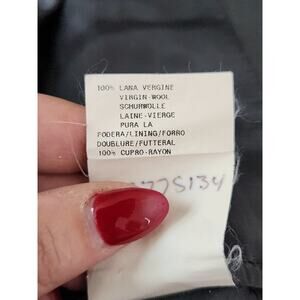 100% LANA VERGINE
VIRGIN-WOOL
SCHURWOLLE
LAINE-VIERGE
PURA LA
FODERA/LINING/FORRO
DOUBLURE/FUTTERAL
100% CUPRO-RAYON